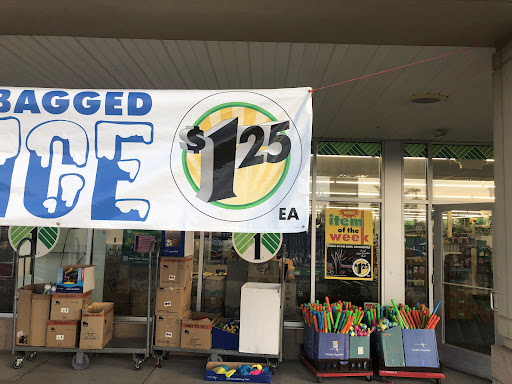 BAGGED
ICE
$1.25
EA
item
of the
week